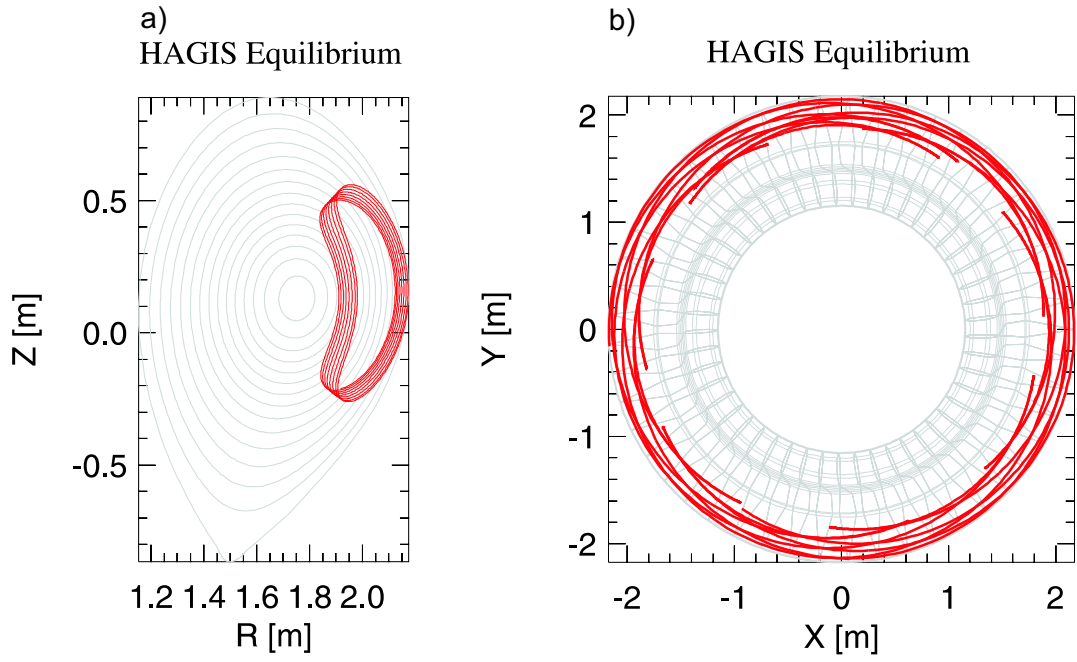 a)
HAGIS Equilibrium
Z [m]
0.5
0.0
-0.5
1.2 1.4 1.6 1.8 2.0
R [m]
b)
HAGIS Equilibrium
Y [m]
2
1
0
-1
-2
-2 -1 0 1 2
X [m]